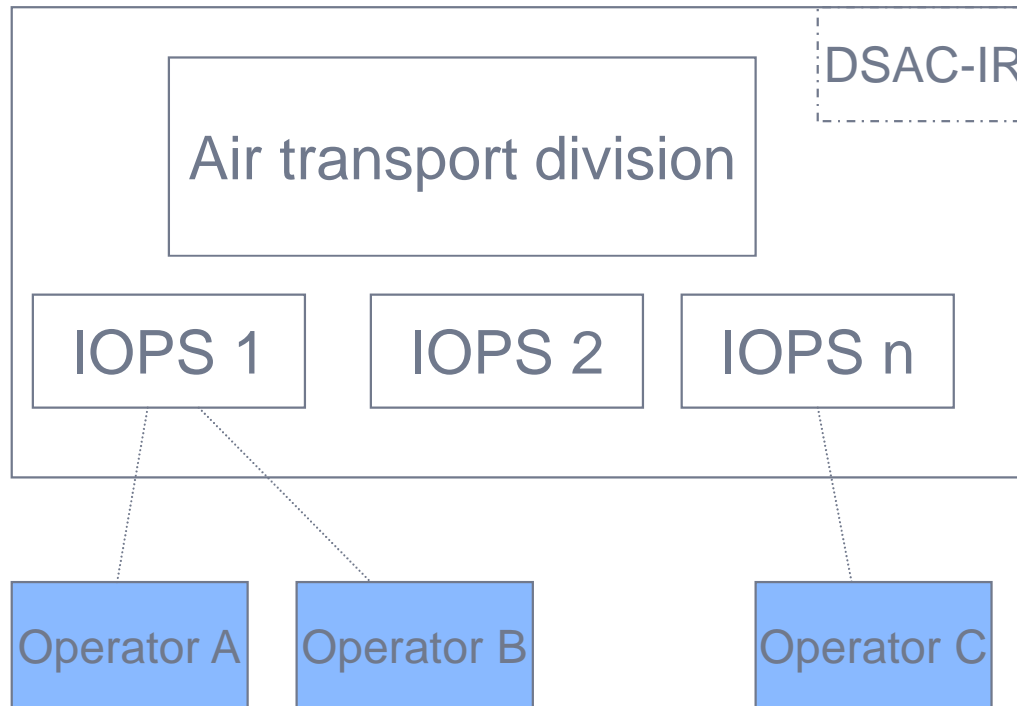 DSAC-IR
Air transport division
IOPS 1
IOPS 2
IOPS n
Operator A
Operator B
Operator C